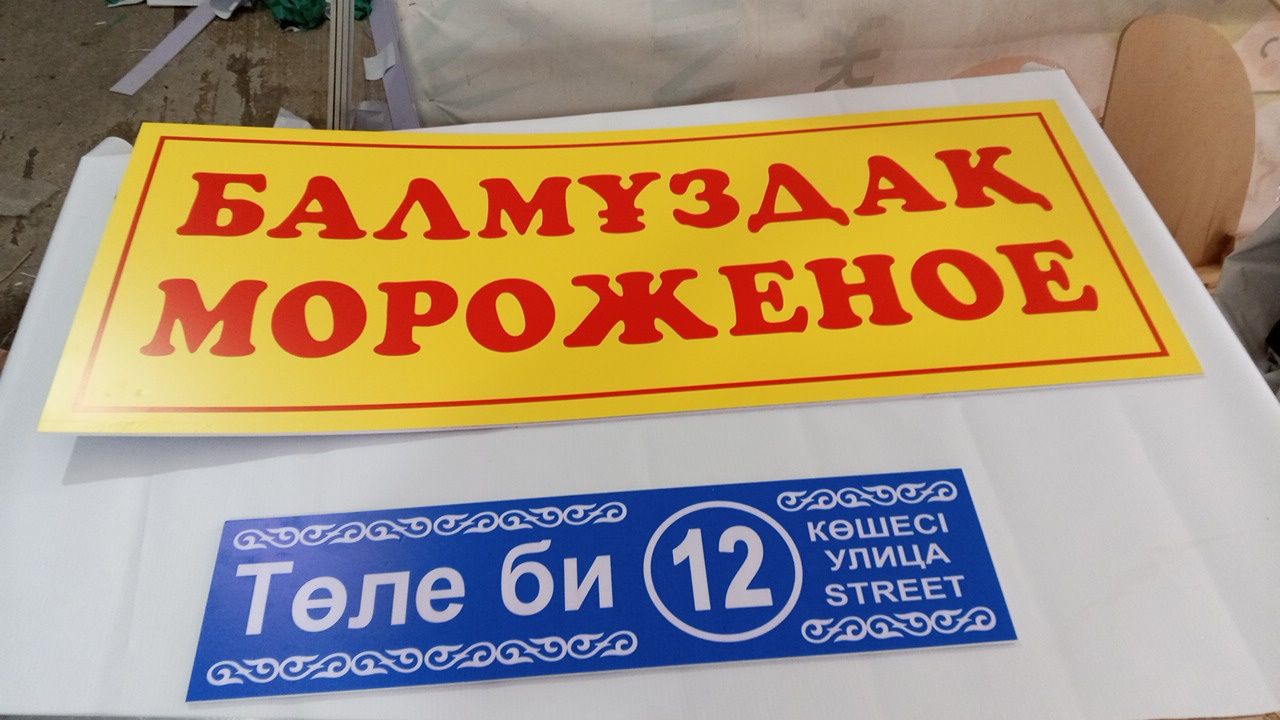 БАЛМҰЗДАҚ
МОРОЖЕНОЕ
Төле би
12
КӨШЕСІ
УЛИЦА
STREET